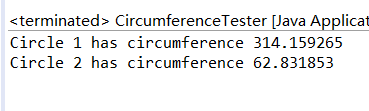 <terminated> CircumferenceTester [Java Applicat
Circle 1 has circumference 314.159265
Circle 2 has circumference 62.831853